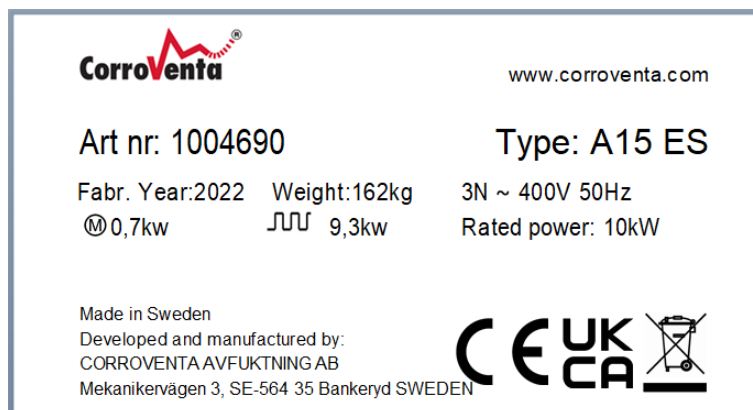 CorroVenta®
www.corroventa.com
Art nr: 1004690 Type: A15 ES
Fabr. Year:2022 Weight:162kg 3N ~ 400V 50Hz
M 0,7kw 9,3kw Rated power: 10kW
Made in Sweden
Developed and manufactured by:
CORROVENTA AVFUKTNING AB
Mekanikervägen 3, SE-564 35 Bankeryd SWEDEN
CE UK CA